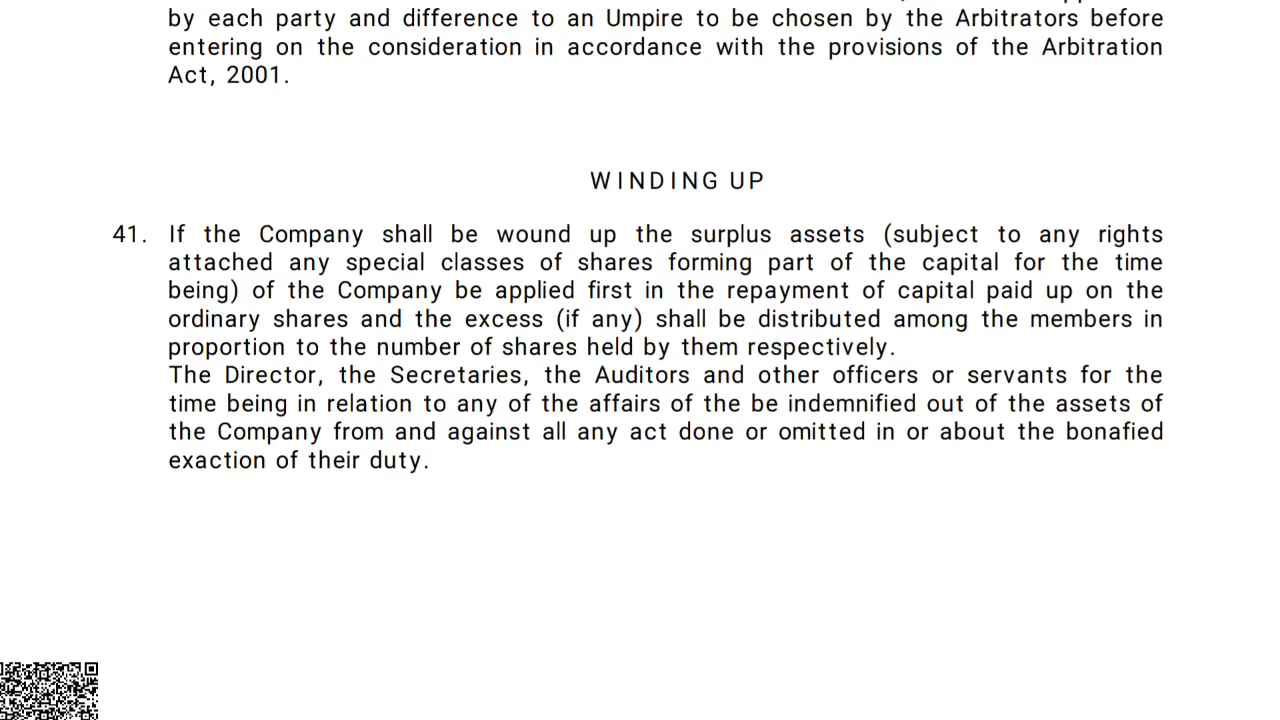 by each party and difference to an Umpire to be chosen by the Arbitrators before
entering on the consideration in accordance with the provisions of the Arbitration
Act, 2001.
WINDING UP
41. If the Company shall be wound up the surplus assets (subject to any rights
attached any special classes of shares forming part of the capital for the time
being) of the Company be applied first in the repayment of capital paid up on the
ordinary shares and the excess (if any) shall be distributed among the members in
proportion to the number of shares held by them respectively.
The Director, the Secretaries, the Auditors and other officers or servants for the
time being in relation to any of the affairs of the be indemnified out of the assets of
the Company from and against all any act done or omitted in or about the bonafied
exaction of their duty.